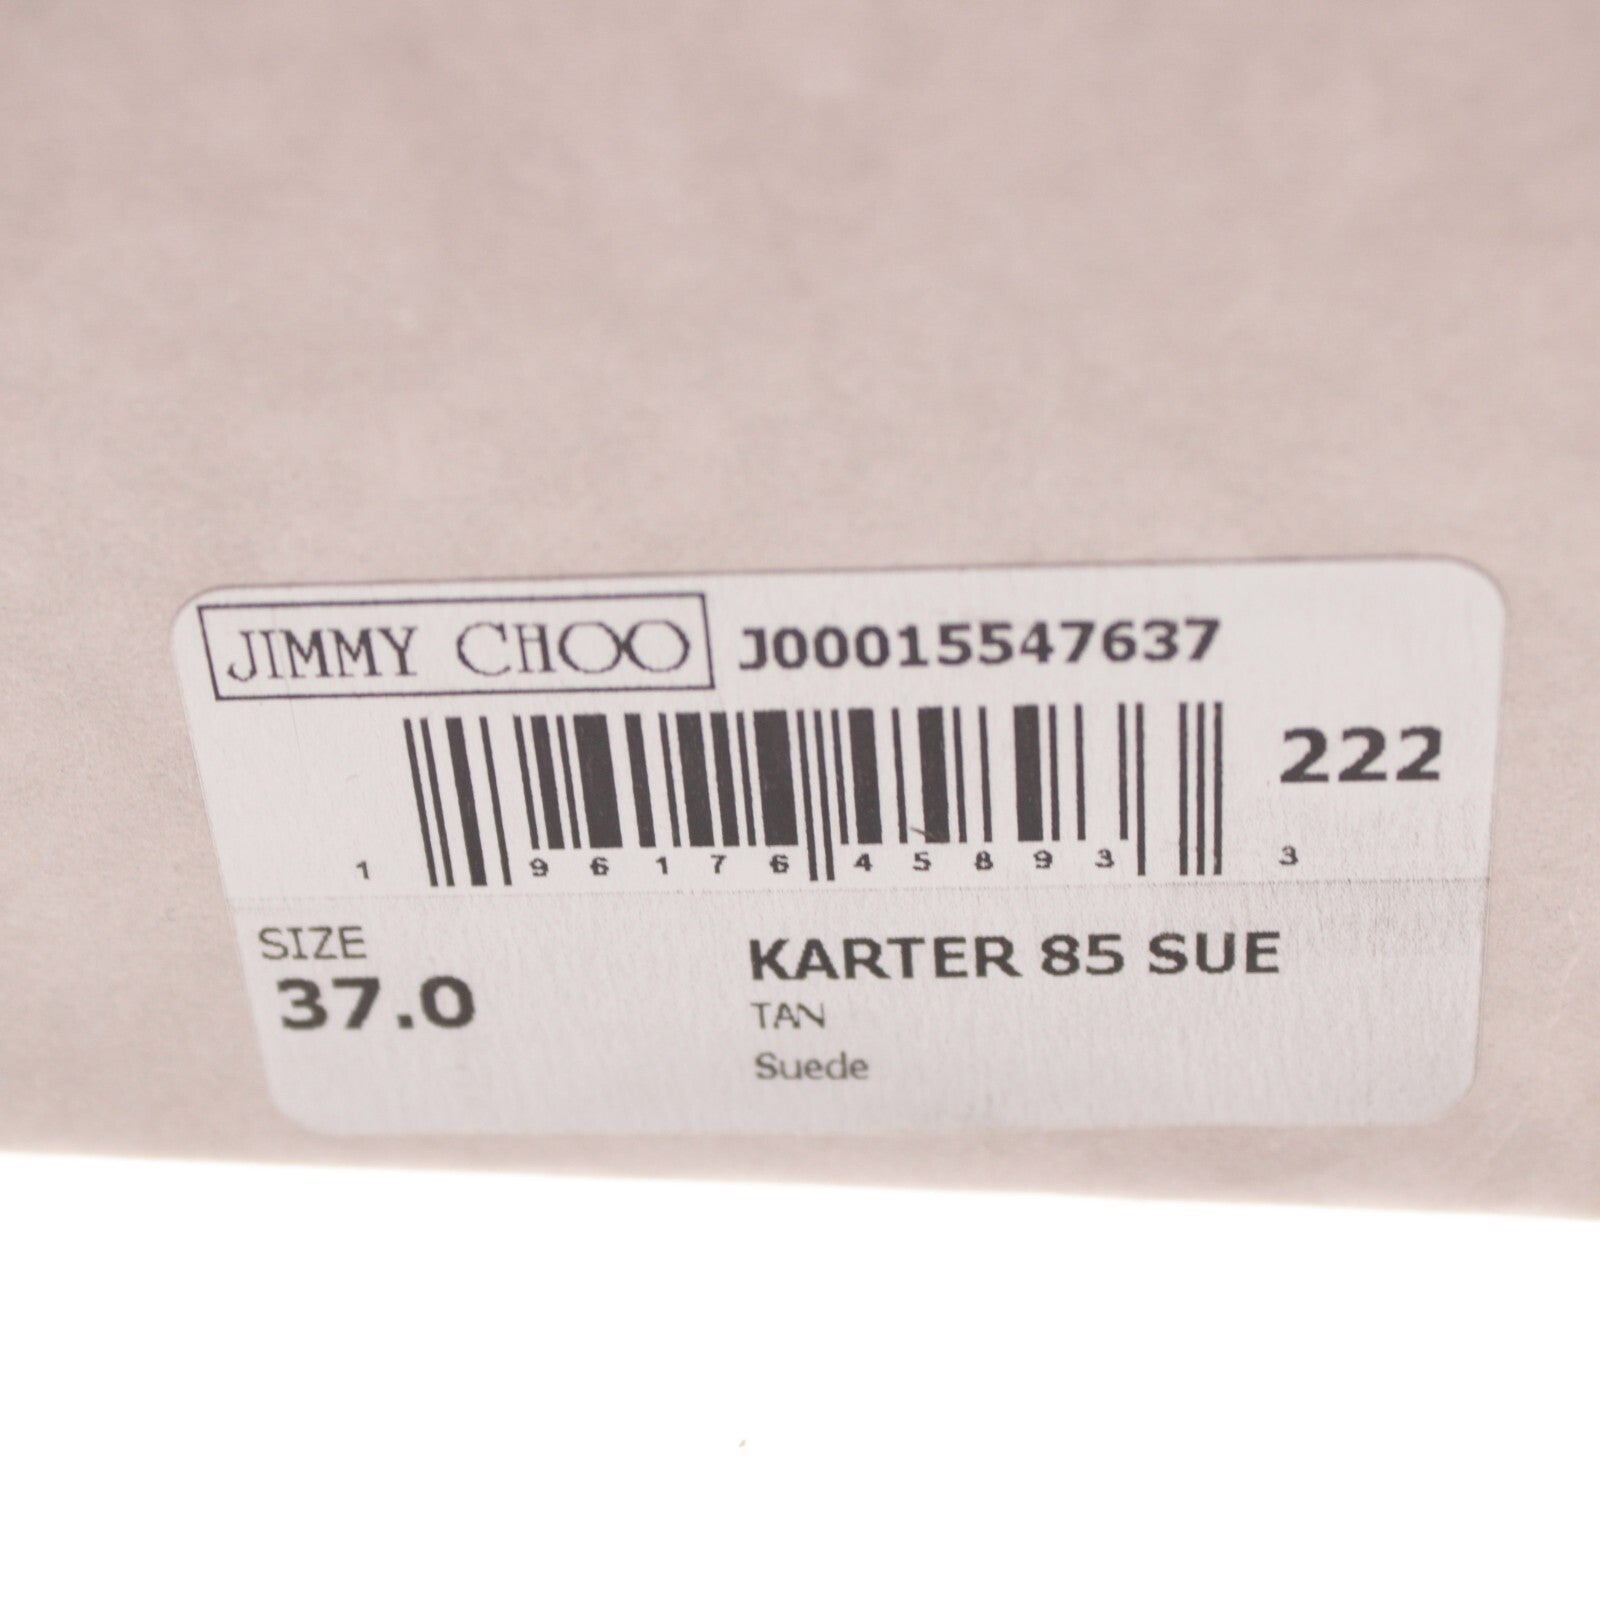 JIMMY CHOO J00015547637
222
1 96176 45893 3
SIZE
37.0
KARTER 85 SUE
TAN
Suede